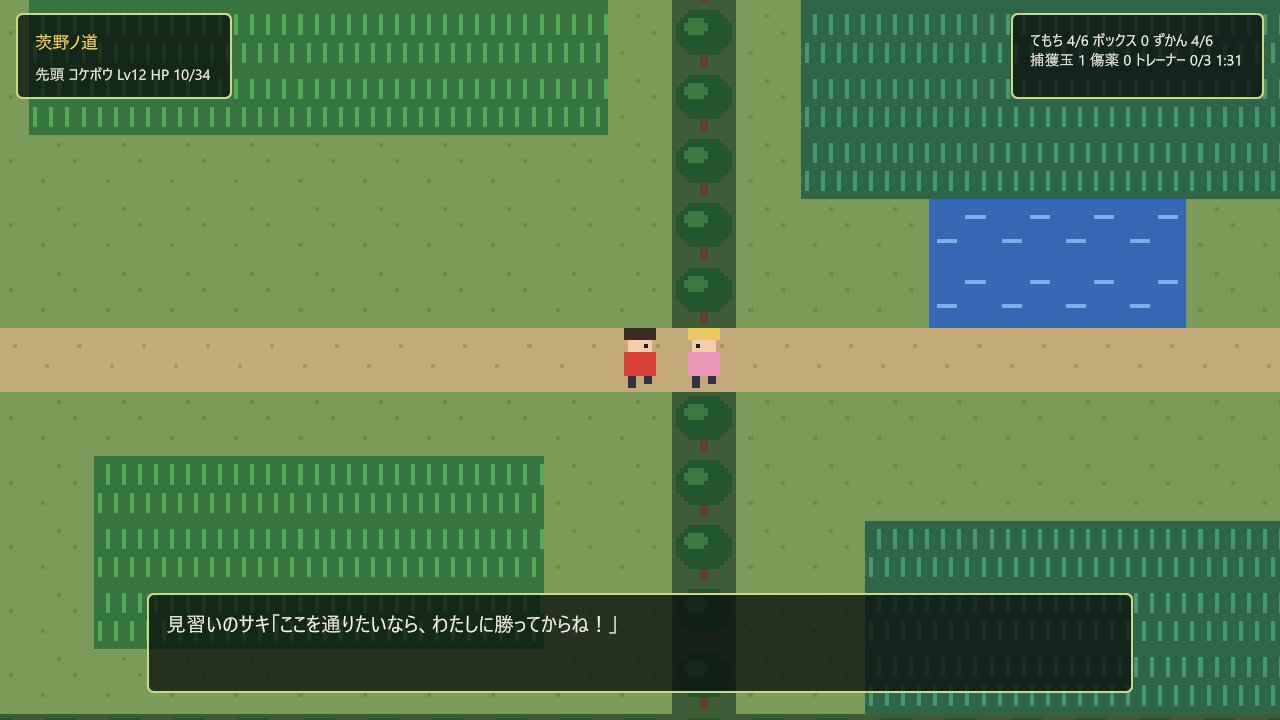 茨野ノ道
先頭 コケボウ Lv12 HP 10/34
てもち 4/6 ボックス 0 ずかん 4/6
捕獲玉 1 傷薬 0 トレーナー 0/3 1:31
見習いのサキ「ここを通りたいなら、わたしに勝ってからね！」